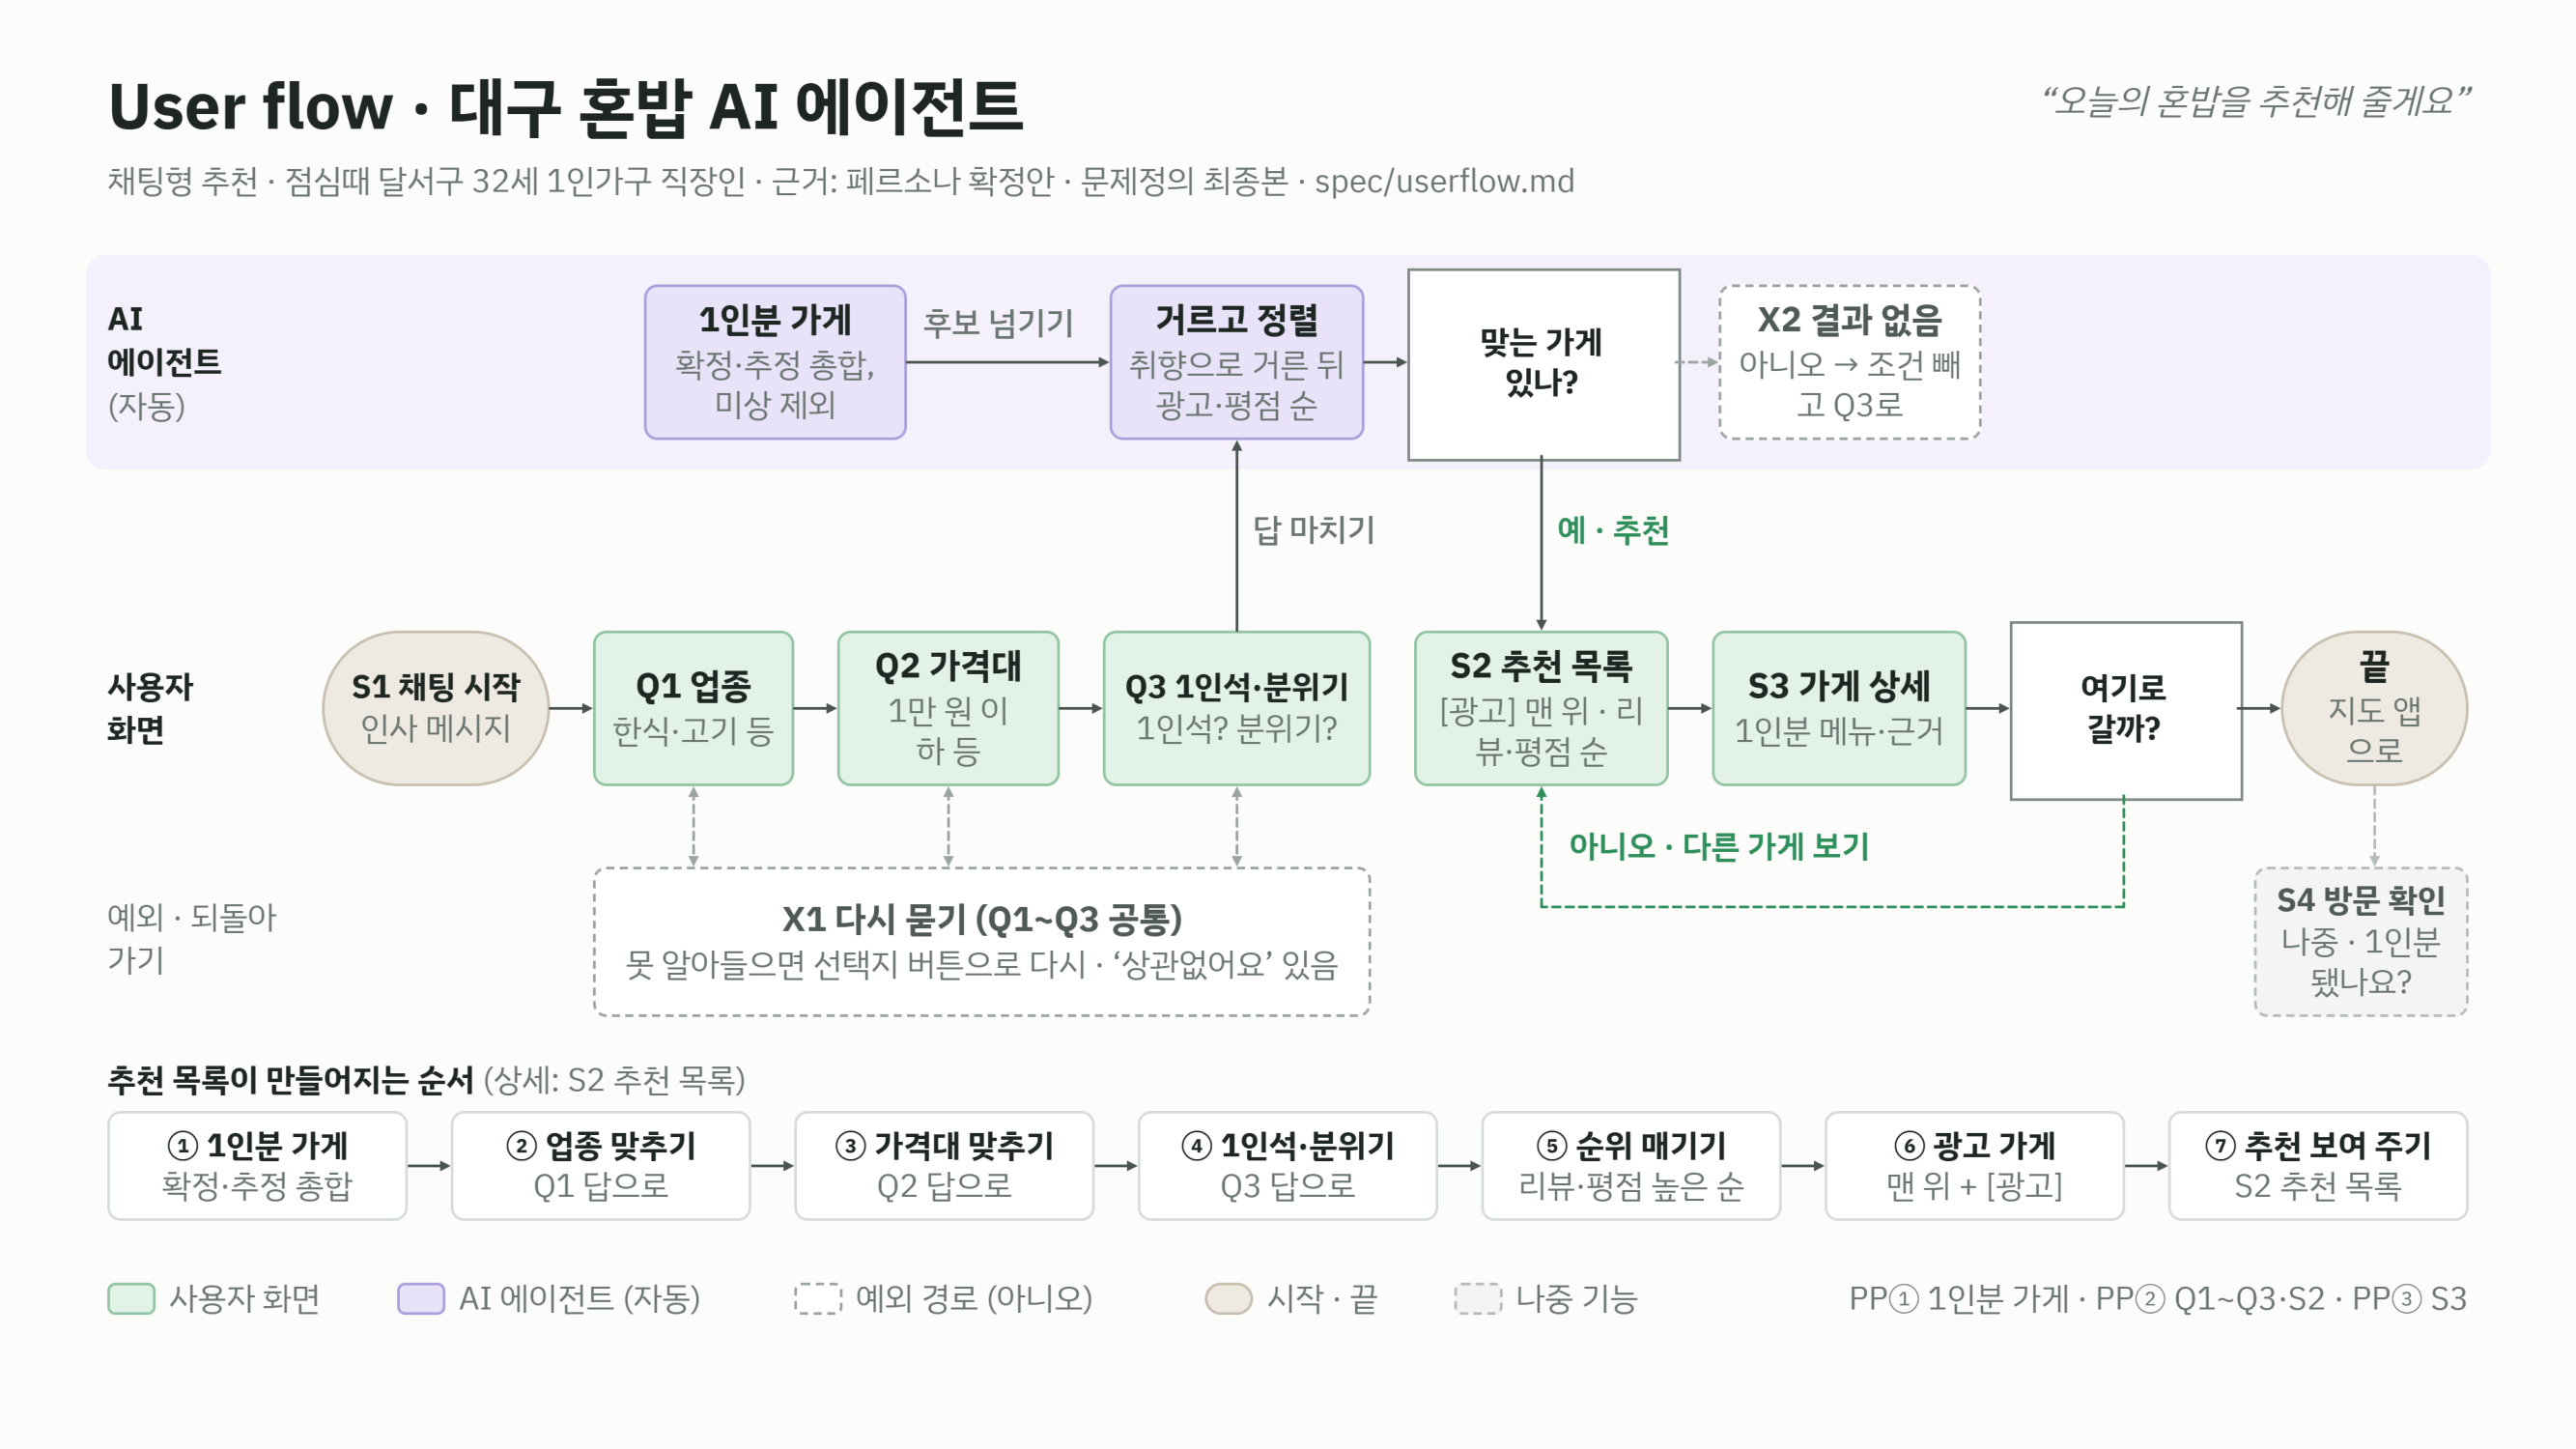 User flow · 대구 혼밥 AI 에이전트
“오늘의 혼밥을 추천해 줄게요”
채팅형 추천 · 점심때 달서구 32세 1인가구 직장인 · 근거: 페르소나 확정안 · 문제정의 최종본 · spec/userflow.md
AI
에이전트
(자동)
1인분 가게
확정·추정 총합,
미상 제외
후보 넘기기
거르고 정렬
취향으로 거른 뒤
광고·평점 순
맞는 가게
있나?
X2 결과 없음
아니오 → 조건 빼
고 Q3로
답 마치기
예 · 추천
사용자
화면
S1 채팅 시작
인사 메시지
Q1 업종
한식·고기 등
Q2 가격대
1만 원 이
하 등
Q3 1인석·분위기
1인석? 분위기?
S2 추천 목록
[광고] 맨 위 · 리
뷰·평점 순
S3 가게 상세
1인분 메뉴·근거
여기로
갈까?
끝
지도 앱
으로
아니오 · 다른 가게 보기
예외 · 되돌아
가기
X1 다시 묻기 (Q1~Q3 공통)
못 알아들으면 선택지 버튼으로 다시 · ‘상관없어요’ 있음
S4 방문 확인
나중 · 1인분
됐나요?
추천 목록이 만들어지는 순서 (상세: S2 추천 목록)
① 1인분 가게
확정·추정 총합
② 업종 맞추기
Q1 답으로
③ 가격대 맞추기
Q2 답으로
④ 1인석·분위기
Q3 답으로
⑤ 순위 매기기
리뷰·평점 높은 순
⑥ 광고 가게
맨 위 + [광고]
⑦ 추천 보여 주기
S2 추천 목록
사용자 화면
AI 에이전트 (자동)
예외 경로 (아니오)
시작 · 끝
나중 기능
PP① 1인분 가게 · PP② Q1~Q3·S2 · PP③ S3